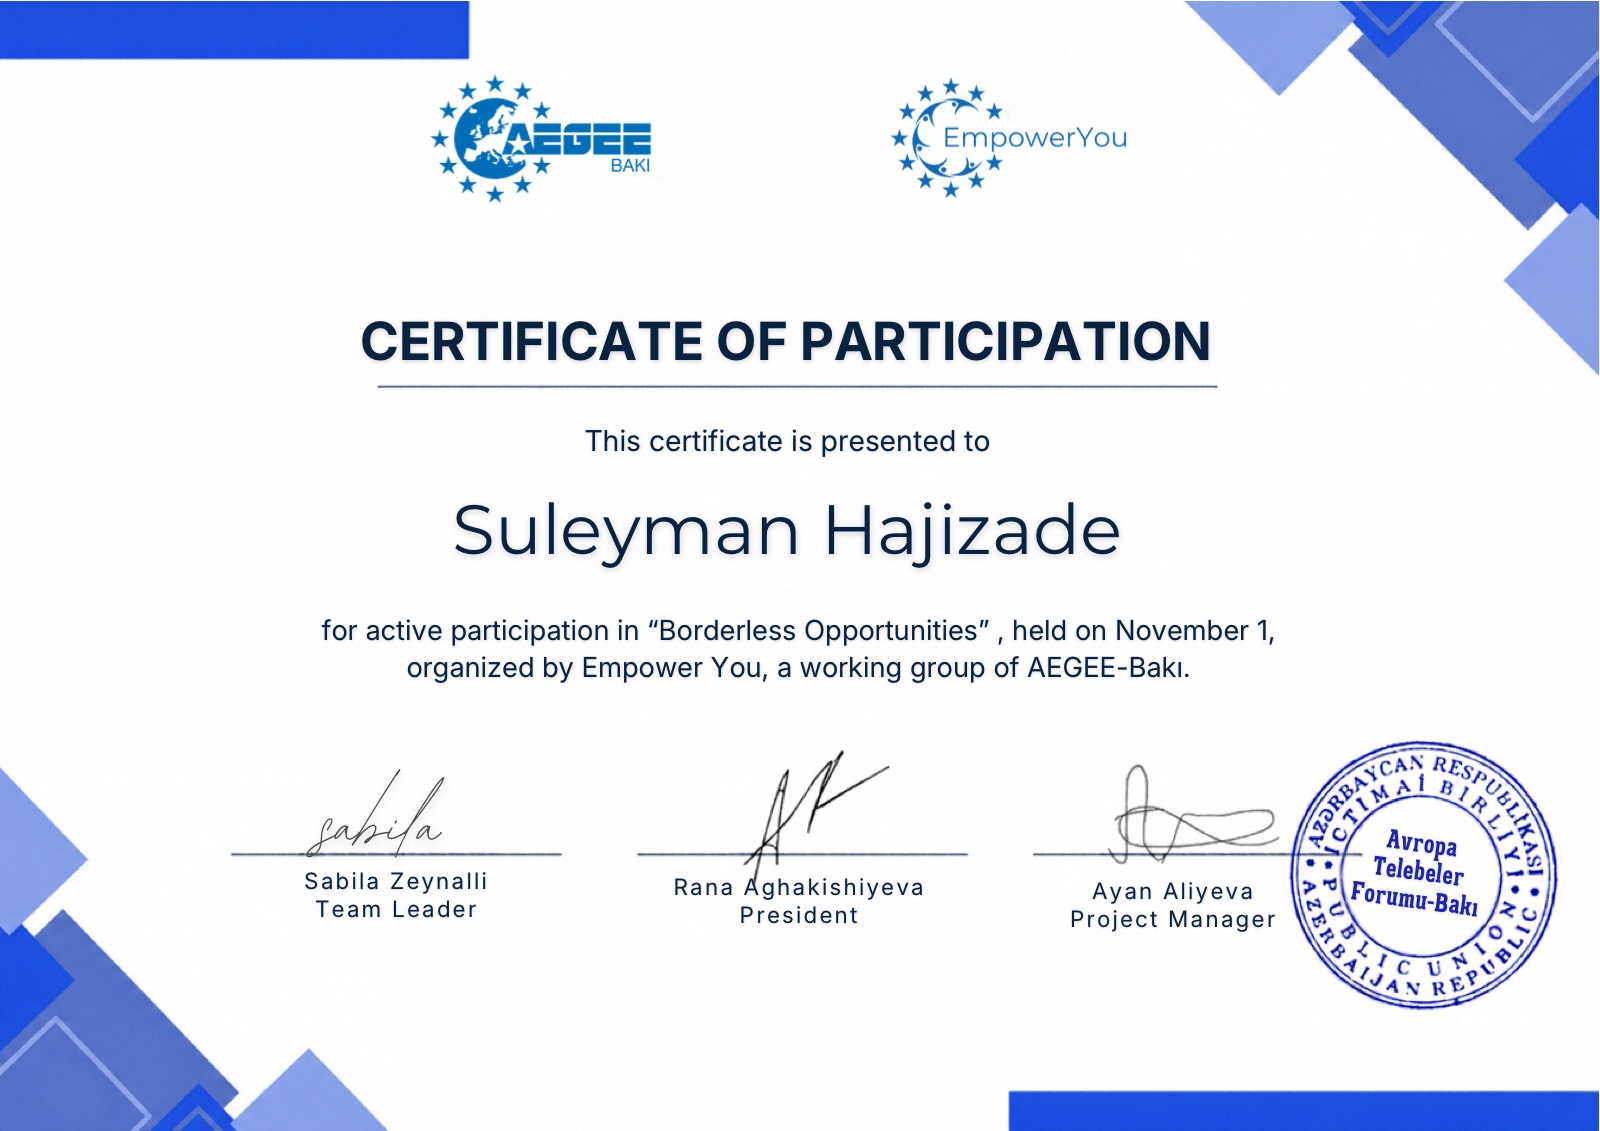 AEGEE
BAKI
EmpowerYou
CERTIFICATE OF PARTICIPATION
This certificate is presented to
Suleyman Hajizade
for active participation in “Borderless Opportunities” , held on November 1,
organized by Empower You, a working group of AEGEE-Bakı.
sabila
Sabila Zeynalli
Team Leader
Rana Aghakishiyeva
President
Ayan Aliyeva
Project Manager
AZƏRBAYCAN RESPUBLİKASI
İCTİMAİ BİRLİYİ
Avropa
Telebeler
Forumu-Bakı
PUBLIC UNION
AZERBAIJAN REPUBLIC